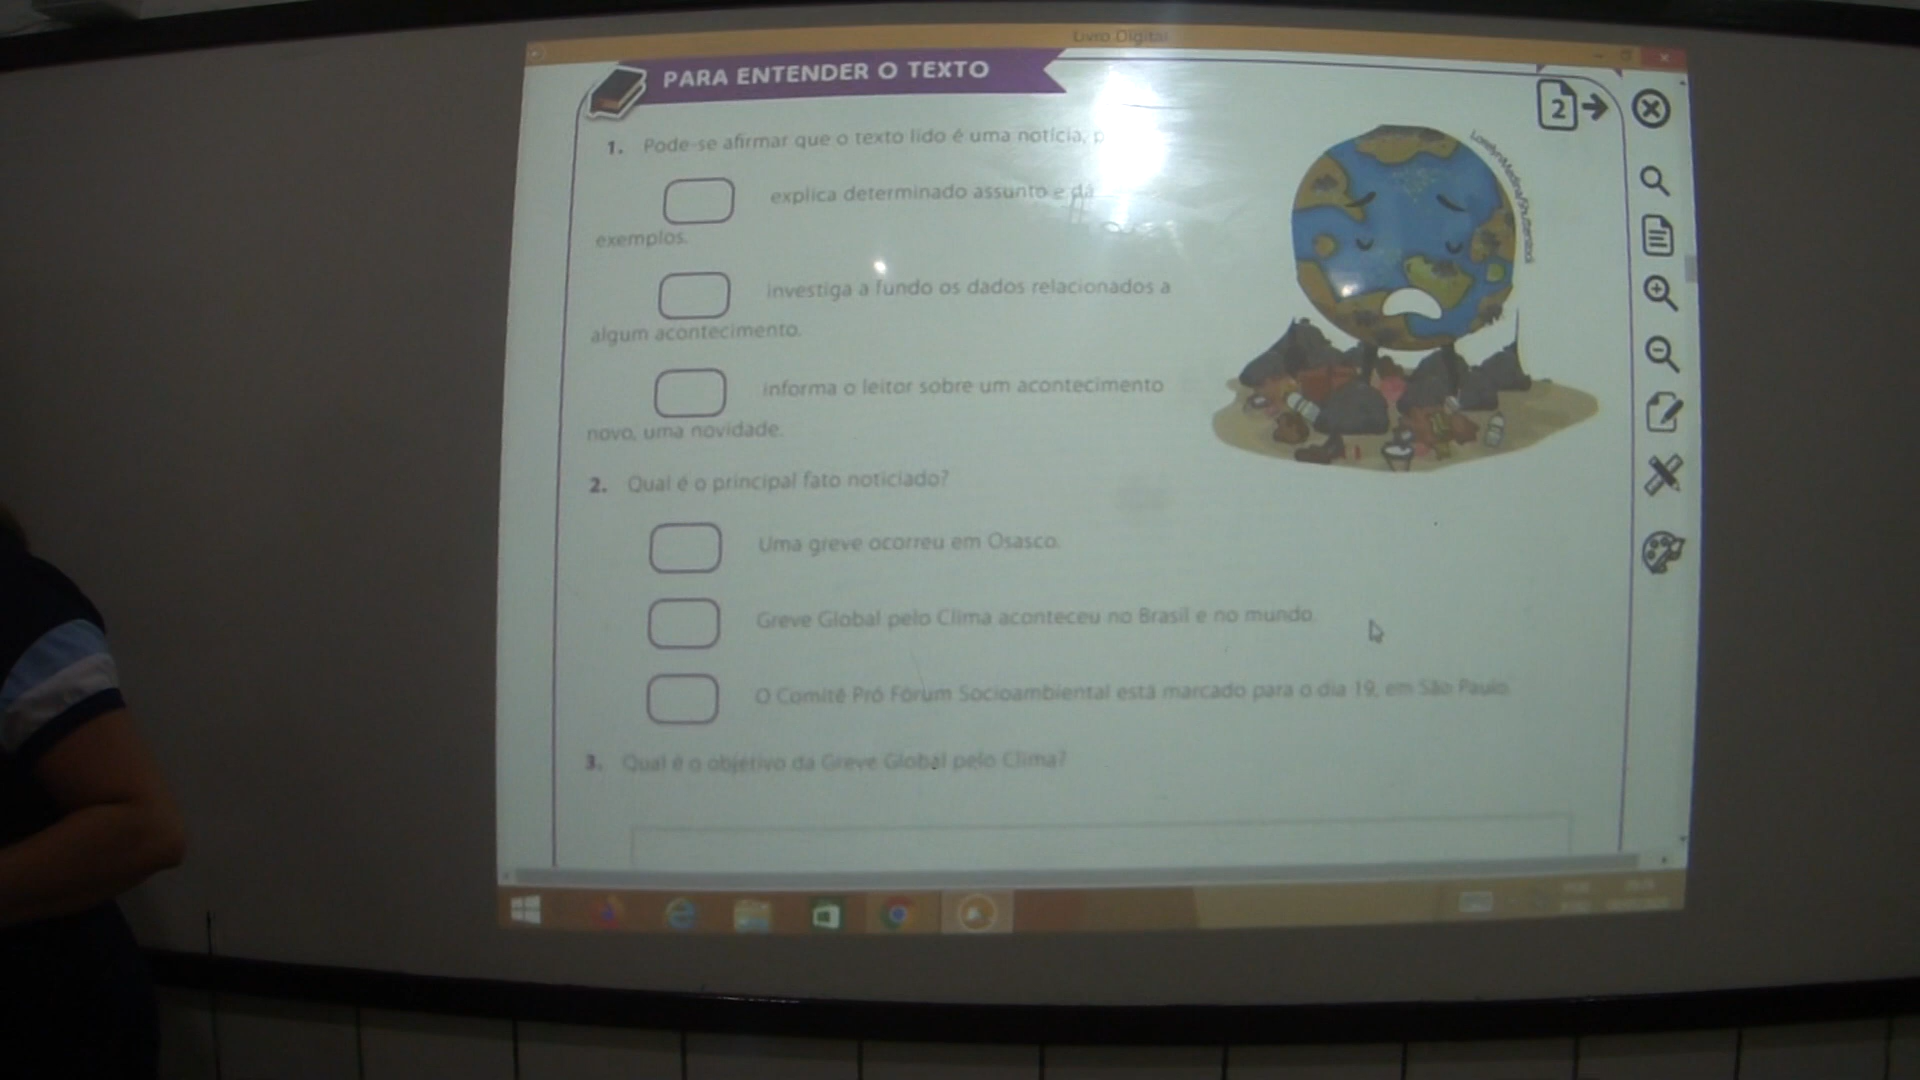 Livro Digital
PARA ENTENDER O TEXTO
2
1. Pode-se afirmar que o texto lido é uma notícia, p
explica determinado assunto e dá
exemplos.
investiga a fundo os dados relacionados a
algum acontecimento.
informa o leitor sobre um acontecimento
novo, uma novidade.
2. Qual é o principal fato noticiado?
Uma greve ocorreu em Osasco.
Greve Global pelo Clima aconteceu no Brasil e no mundo.
O Comitê Pró Fórum Socioambiental está marcado para o dia 19, em São Paulo.
3. Qual é o objetivo da Greve Global pelo Clima?